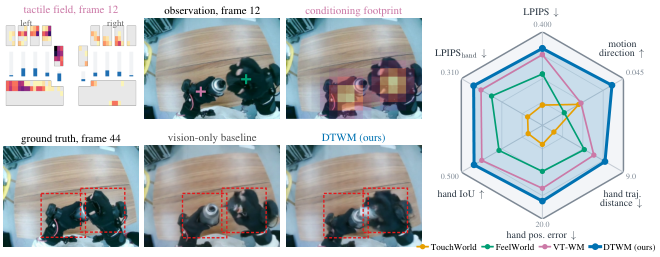 tactile field, frame 12
left
right
observation, frame 12
conditioning footprint
ground truth, frame 44
vision-only baseline
DTWM (ours)
LPIPS ↓
0.400
motion
direction ↑
0.045
LPIPShand ↓
0.310
0.500
hand IoU ↑
9.0
hand traj.
distance ↓
20.0
hand pos. error ↓
TouchWorld
FeelWorld
VT-WM
DTWM (ours)